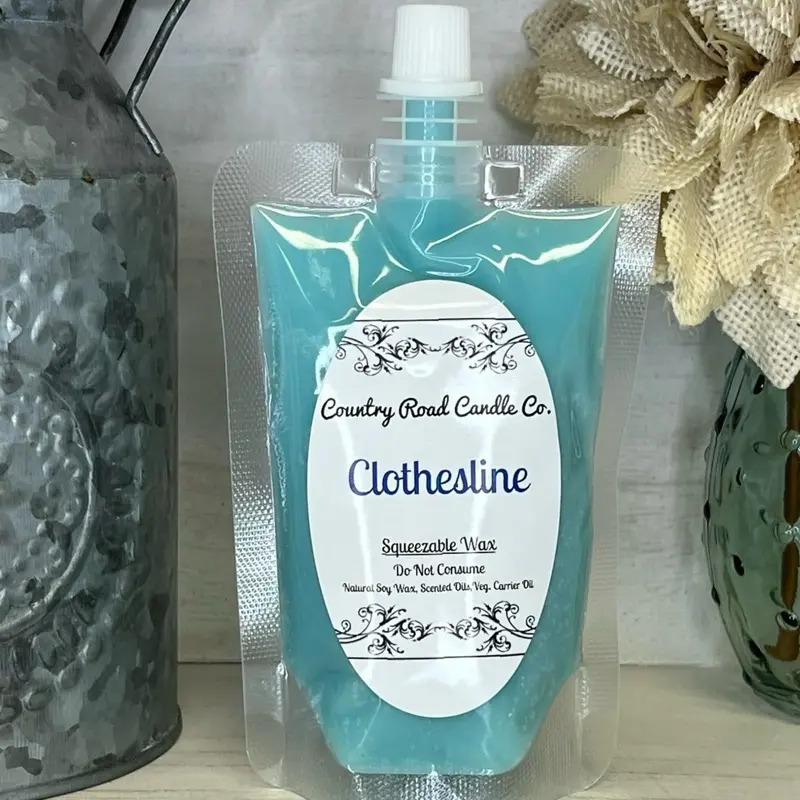 Country Road Candle Co.
Clothesline
Squeezable Wax
Do Not Consume
Natural Soy Wax, Scented Oils, Veg. Carrier Oil